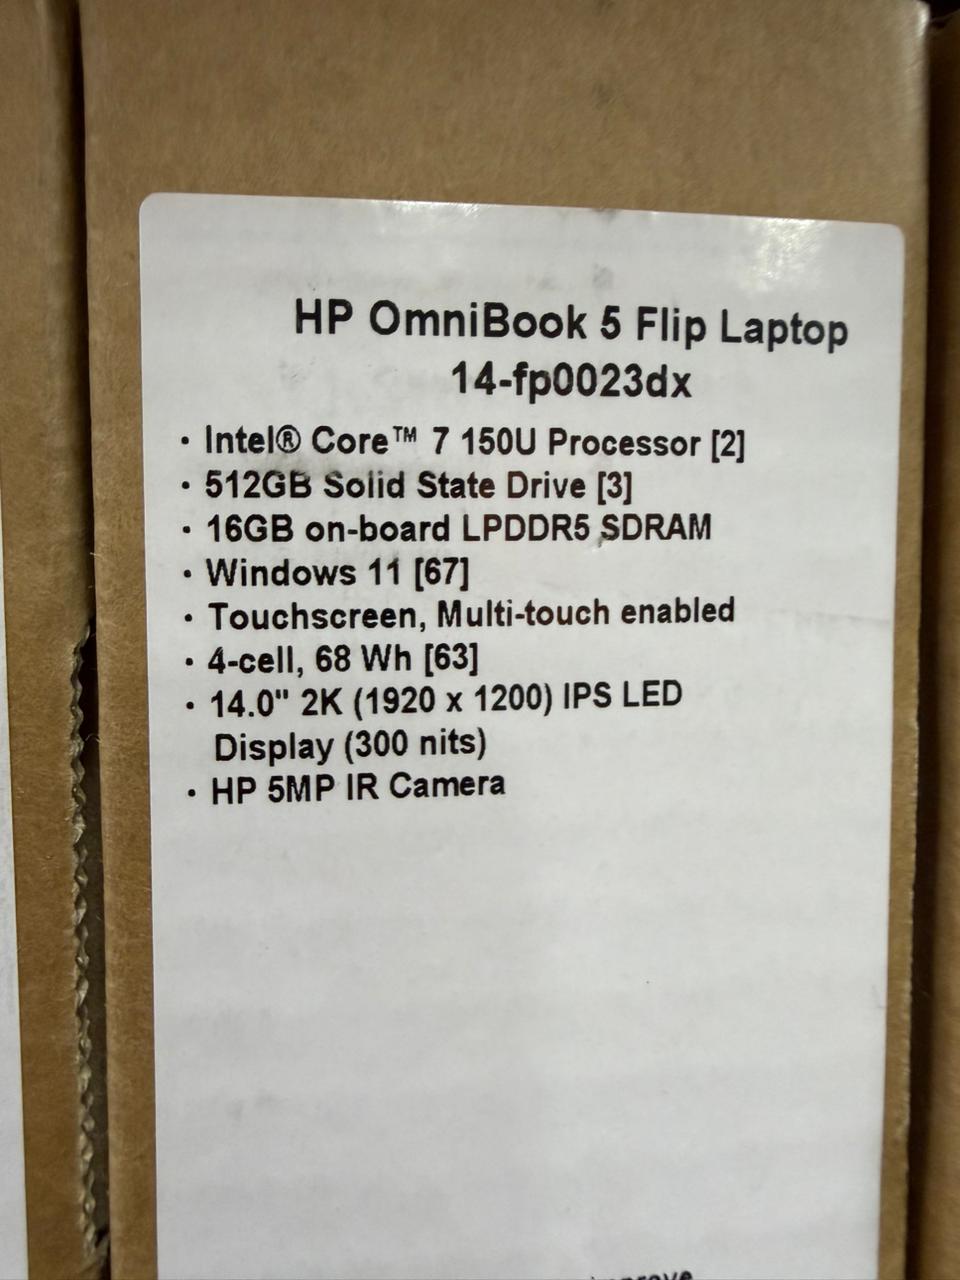 HP OmniBook 5 Flip Laptop
14-fp0023dx
· Intel® Core™ 7 150U Processor [2]
· 512GB Solid State Drive [3]
· 16GB on-board LPDDR5 SDRAM
· Windows 11 [67]
· Touchscreen, Multi-touch enabled
· 4-cell, 68 Wh [63]
· 14.0" 2K (1920 x 1200) IPS LED
Display (300 nits)
· HP 5MP IR Camera